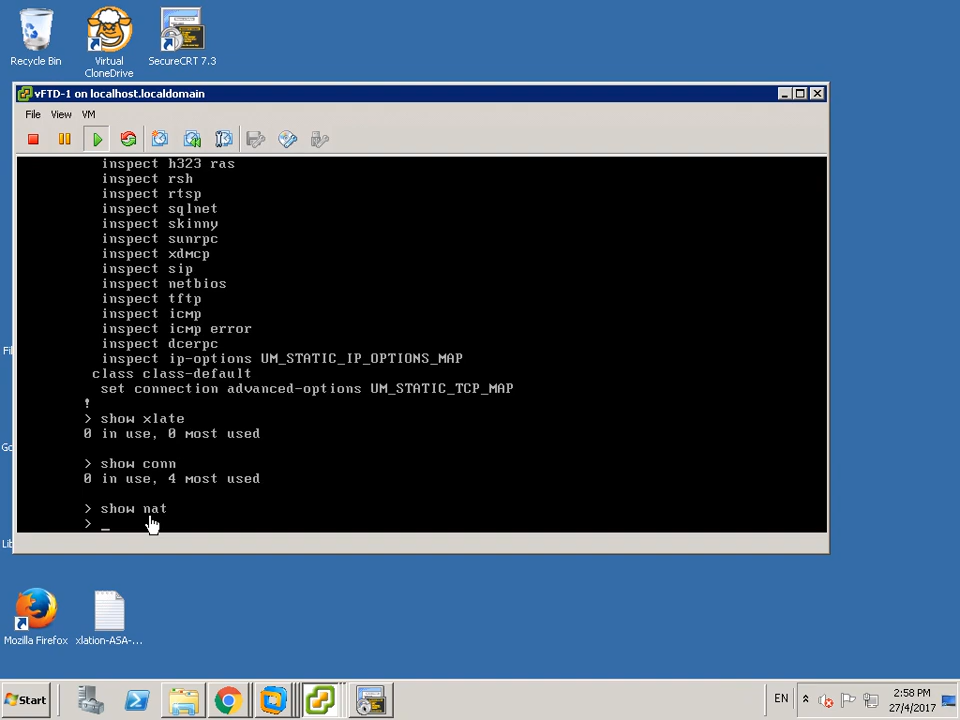 Recycle Bin
Virtual
CloneDrive
SecureCRT 7.3
vFTD-1 on localhost.localdomain
File View VM
inspect h323 ras
inspect rsh
inspect rtsp
inspect sqlnet
inspect skinny
inspect sunrpc
inspect xdmcp
inspect sip
inspect netbios
inspect tftp
inspect icmp
inspect icmp error
inspect dcerpc
inspect ip-options UM_STATIC_IP_OPTIONS_MAP
class class-default
set connection advanced-options UM_STATIC_TCP_MAP
!
> show xlate
0 in use, 0 most used
> show conn
0 in use, 4 most used
> show nat
> _
Mozilla Firefox
xlation-ASA-...
Start
EN
2:58 PM
27/4/2017